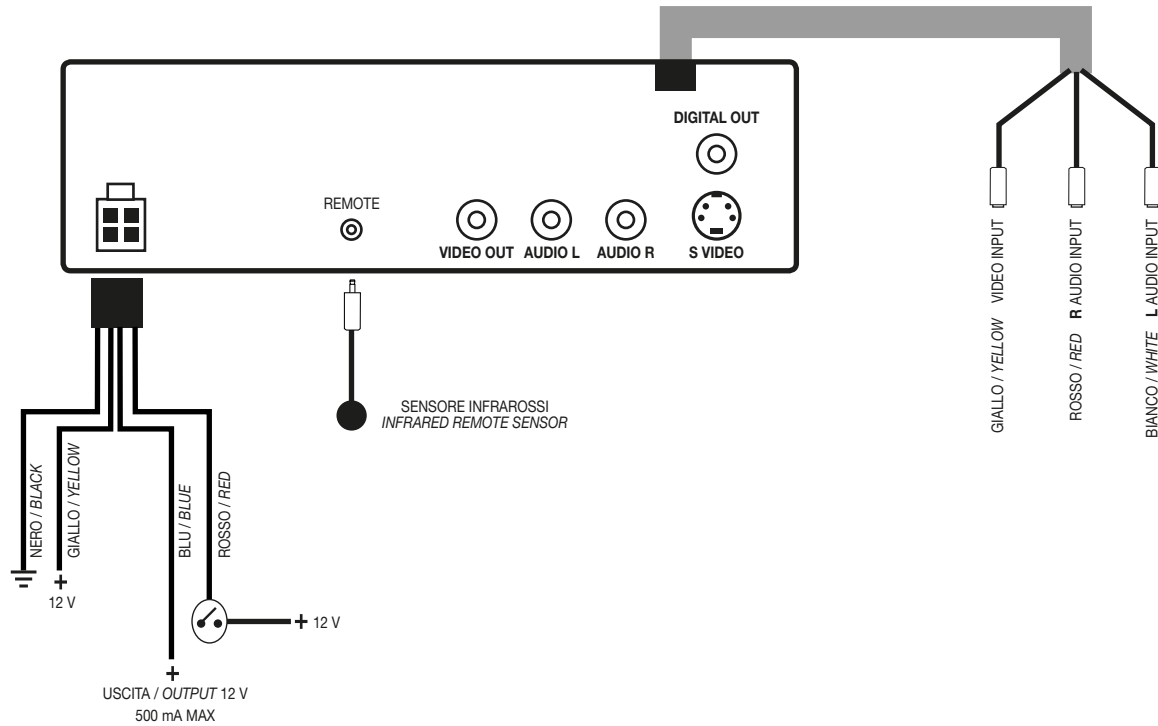 DIGITAL OUT
REMOTE
VIDEO OUT
AUDIO L
AUDIO R
S VIDEO
SENSORE INFRAROSSI
INFRARED REMOTE SENSOR
NERO / BLACK
GIALLO / YELLOW
BLU / BLUE
ROSSO / RED
+
12 V
+ 12 V
+
USCITA / OUTPUT 12 V
500 mA MAX
GIALLO / YELLOW VIDEO INPUT
ROSSO / RED R AUDIO INPUT
BIANCO / WHITE L AUDIO INPUT